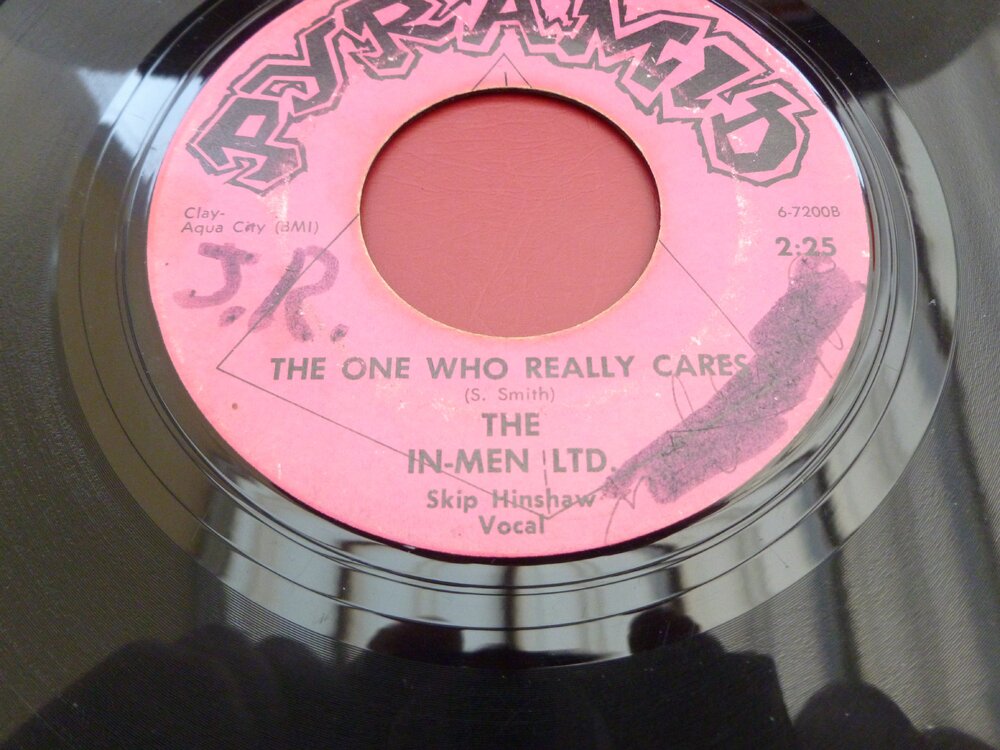 PYRAMID
Clay-
Aqua City (BMI)
6-7200B
2:25
J.R.
THE ONE WHO REALLY CARES
(S. Smith)
THE
IN-MEN LTD.
Skip Hinshaw
Vocal